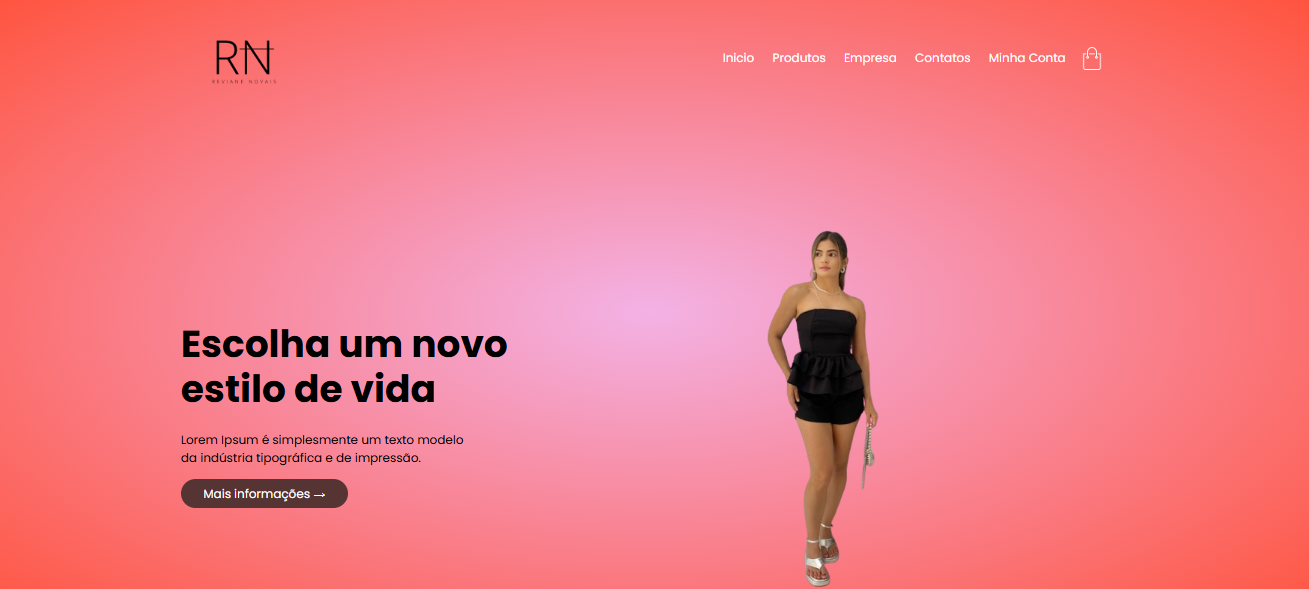 RN
REVIANE NOVAIS
Inicio Produtos Empresa Contatos Minha Conta
Escolha um novo
estilo de vida
Lorem Ipsum é simplesmente um texto modelo
da indústria tipográfica e de impressão.
Mais informações →